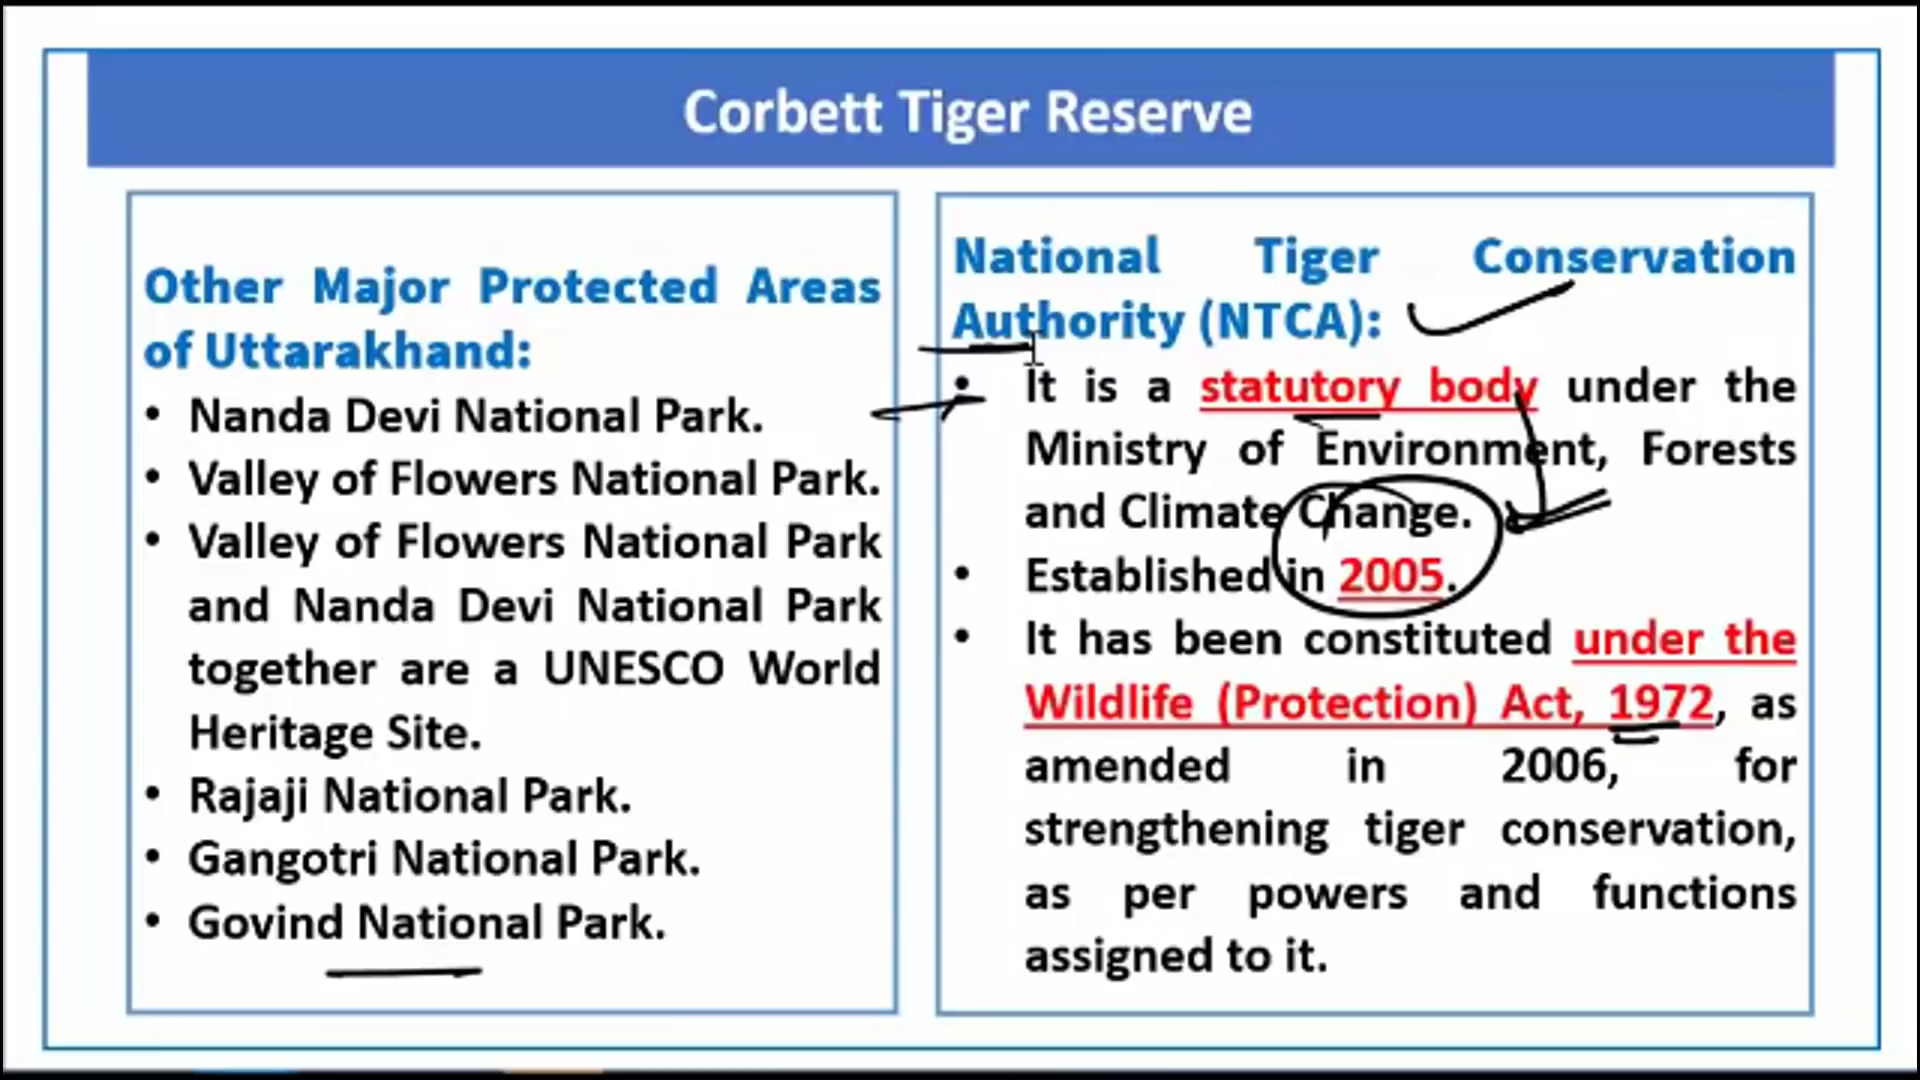 Corbett Tiger Reserve
Other Major Protected Areas
of Uttarakhand:
• Nanda Devi National Park.
• Valley of Flowers National Park.
• Valley of Flowers National Park
and Nanda Devi National Park
together are a UNESCO World
Heritage Site.
• Rajaji National Park.
• Gangotri National Park.
• Govind National Park.
National Tiger Conservation
Authority (NTCA):
• It is a statutory body under the
Ministry of Environment, Forests
and Climate Change.
• Established in 2005.
• It has been constituted under the
Wildlife (Protection) Act, 1972, as
amended in 2006, for
strengthening tiger conservation,
as per powers and functions
assigned to it.